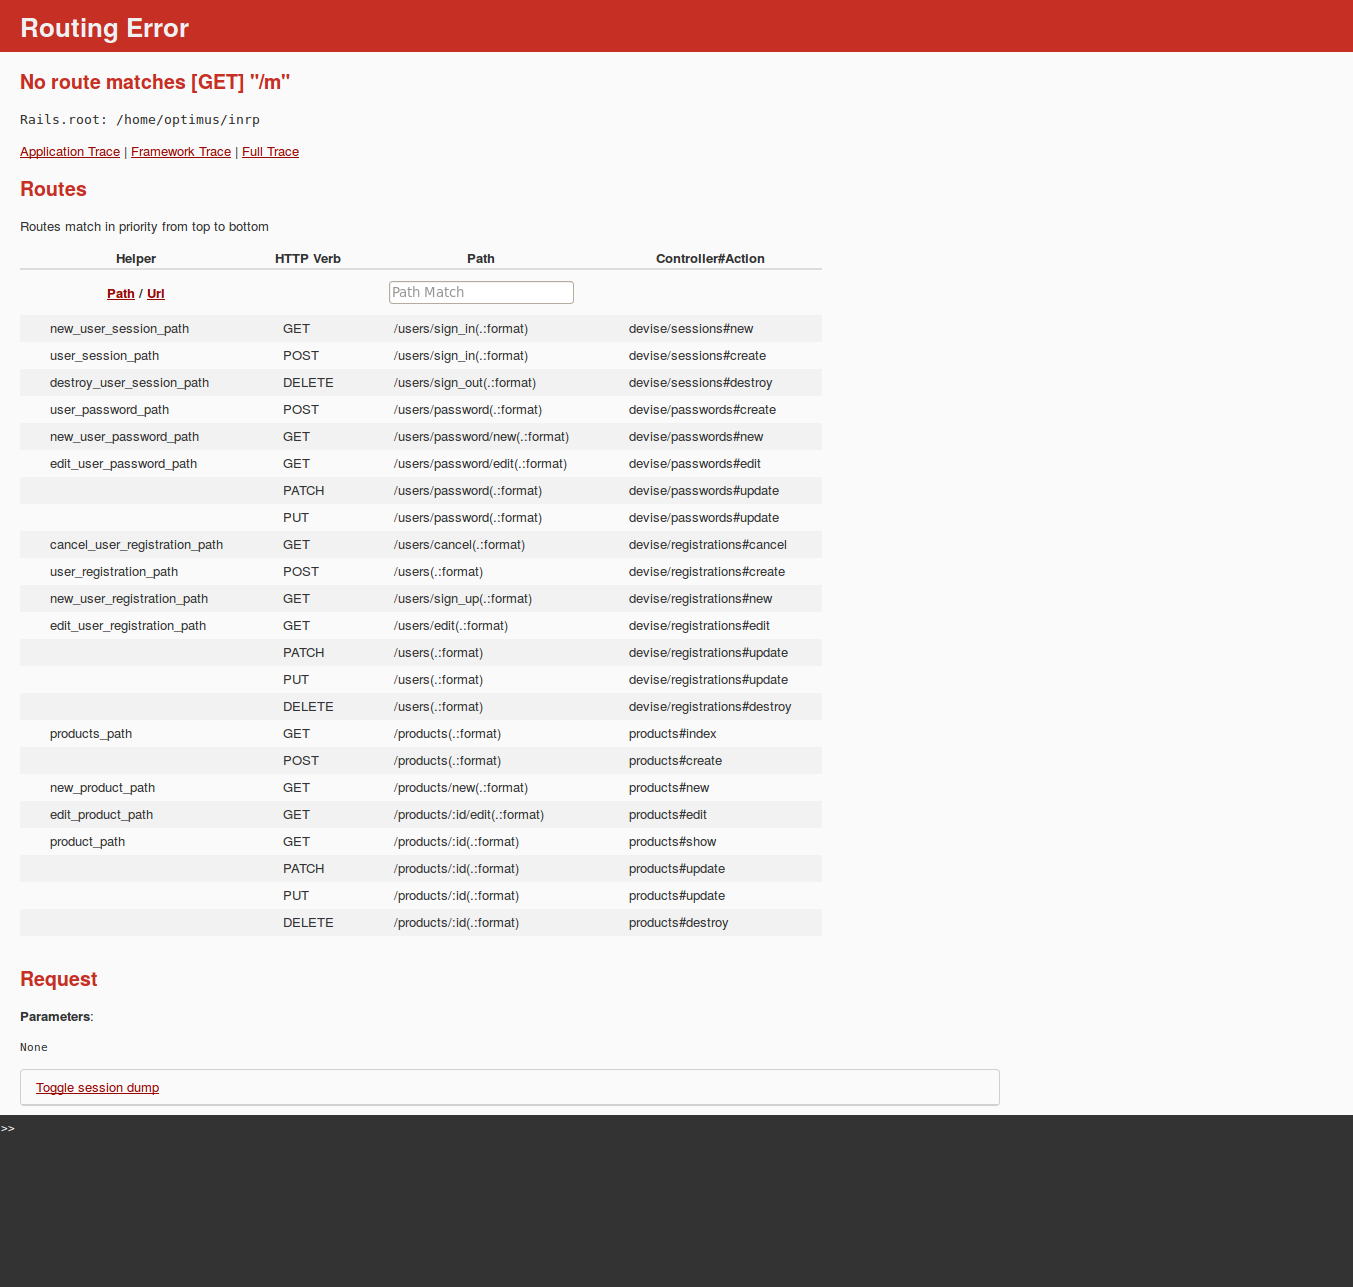 Routing Error
No route matches [GET] "/m"
Rails.root: /home/optimus/inrp
Application Trace | Framework Trace | Full Trace
Routes
Routes match in priority from top to bottom
Helper HTTP Verb Path Controller#Action
Path / Url Path Match
new_user_session_path GET /users/sign_in(.:format) devise/sessions#new
user_session_path POST /users/sign_in(.:format) devise/sessions#create
destroy_user_session_path DELETE /users/sign_out(.:format) devise/sessions#destroy
user_password_path POST /users/password(.:format) devise/passwords#create
new_user_password_path GET /users/password/new(.:format) devise/passwords#new
edit_user_password_path GET /users/password/edit(.:format) devise/passwords#edit
PATCH /users/password(.:format) devise/passwords#update
PUT /users/password(.:format) devise/passwords#update
cancel_user_registration_path GET /users/cancel(.:format) devise/registrations#cancel
user_registration_path POST /users(.:format) devise/registrations#create
new_user_registration_path GET /users/sign_up(.:format) devise/registrations#new
edit_user_registration_path GET /users/edit(.:format) devise/registrations#edit
PATCH /users(.:format) devise/registrations#update
PUT /users(.:format) devise/registrations#update
DELETE /users(.:format) devise/registrations#destroy
products_path GET /products(.:format) products#index
POST /products(.:format) products#create
new_product_path GET /products/new(.:format) products#new
edit_product_path GET /products/:id/edit(.:format) products#edit
product_path GET /products/:id(.:format) products#show
PATCH /products/:id(.:format) products#update
PUT /products/:id(.:format) products#update
DELETE /products/:id(.:format) products#destroy
Request
Parameters:
None
Toggle session dump
>>